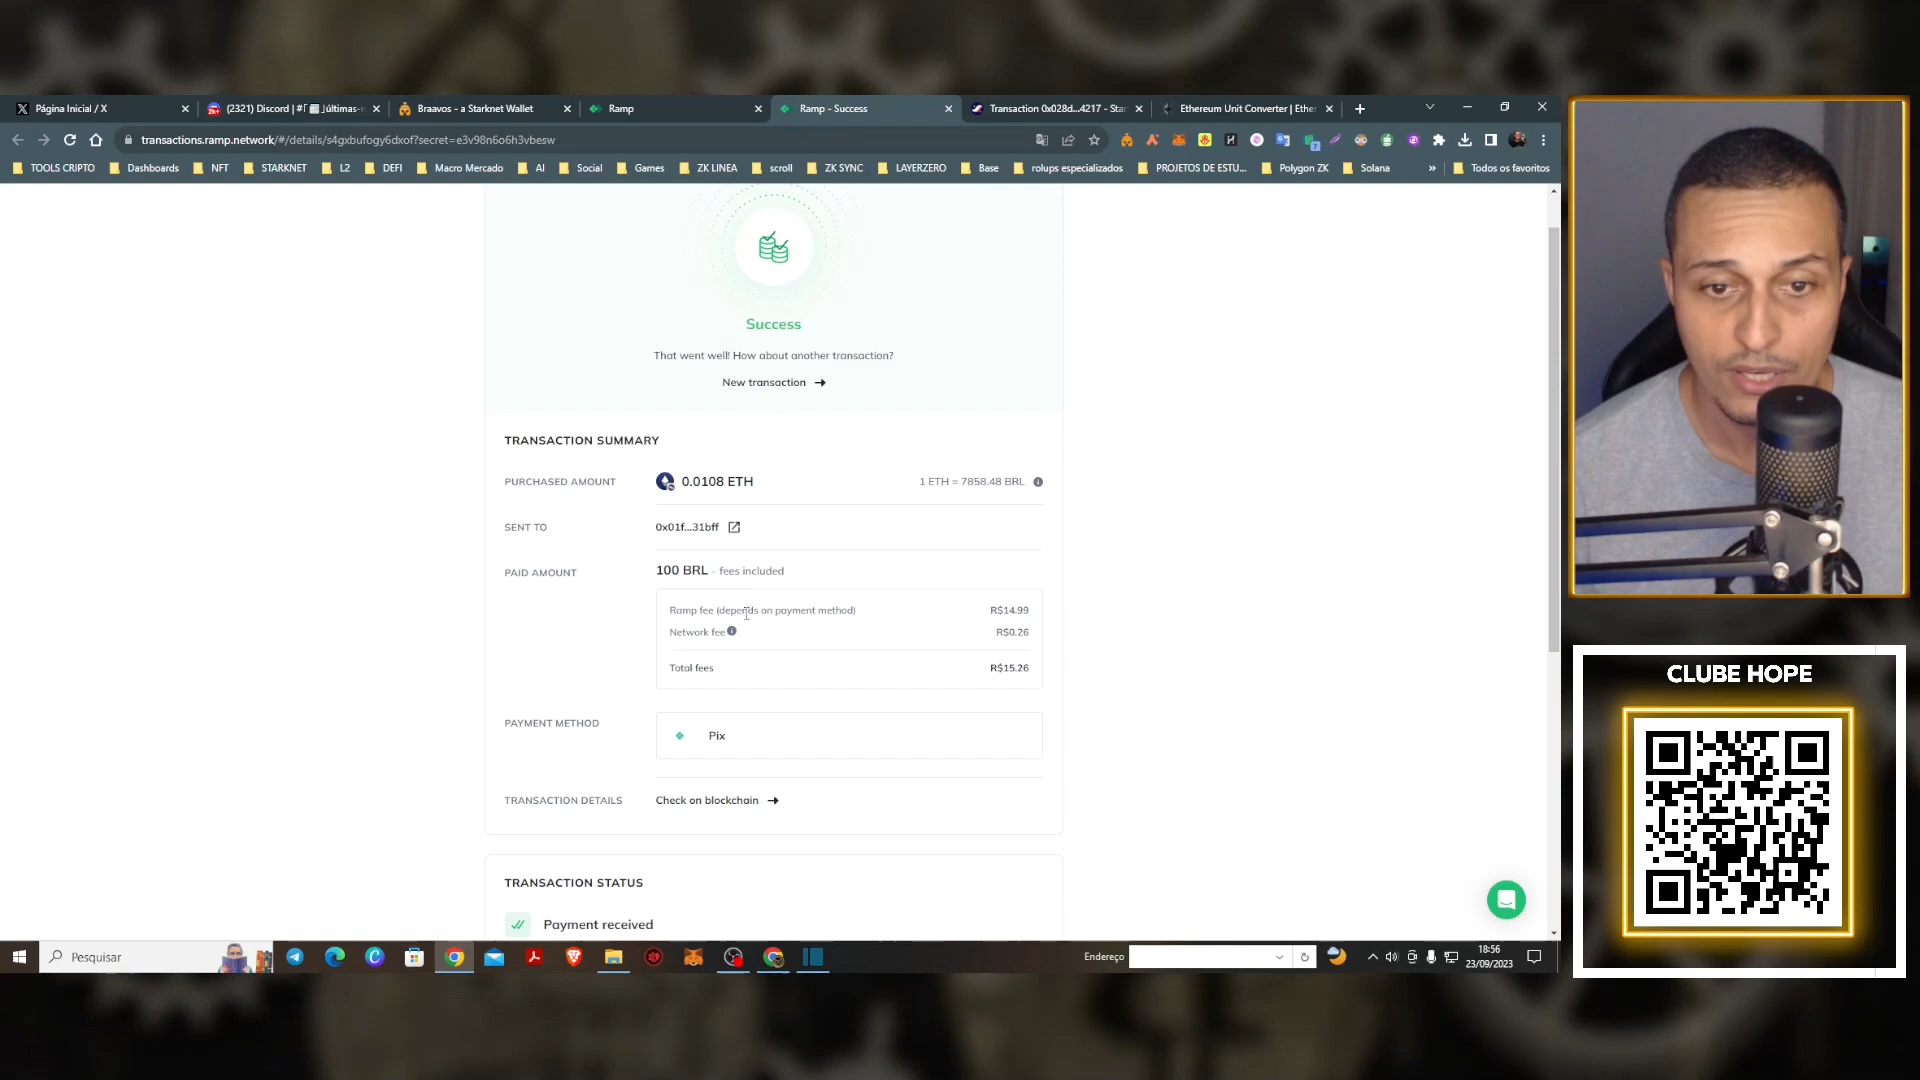 Página Inicial / X
(2321) Discord | #
últimas-
Braavos - a Starknet Wallet
Ramp
Ramp - Success
Transaction 0x028d...4217 - Star
Ethereum Unit Converter | Ether
transactions.ramp.network/#/details/s4gxbufogy6dxof?secret=e3v98n6o6h3vbesw
TOOLS CRIPTO
Dashboards
NFT
STARKNET
L2
DEFI
Macro Mercado
AI
Social
Games
ZK LINEA
scroll
ZK SYNC
LAYERZERO
Base
rolups especializados
PROJETOS DE ESTU...
Polygon ZK
Solana
»
Todos os favoritos
Success
That went well! How about another transaction?
New transaction
TRANSACTION SUMMARY
PURCHASED AMOUNT
0.0108 ETH
1 ETH = 7858.48 BRL
SENT TO
0x01f...31bff
PAID AMOUNT
100 BRL - fees included
Ramp fee (depends on payment method)
R$14.99
Network fee
R$0.26
Total fees
R$15.26
PAYMENT METHOD
Pix
TRANSACTION DETAILS
Check on blockchain
TRANSACTION STATUS
Payment received
CLUBE HOPE
Pesquisar
Endereço
18:56
23/09/2023